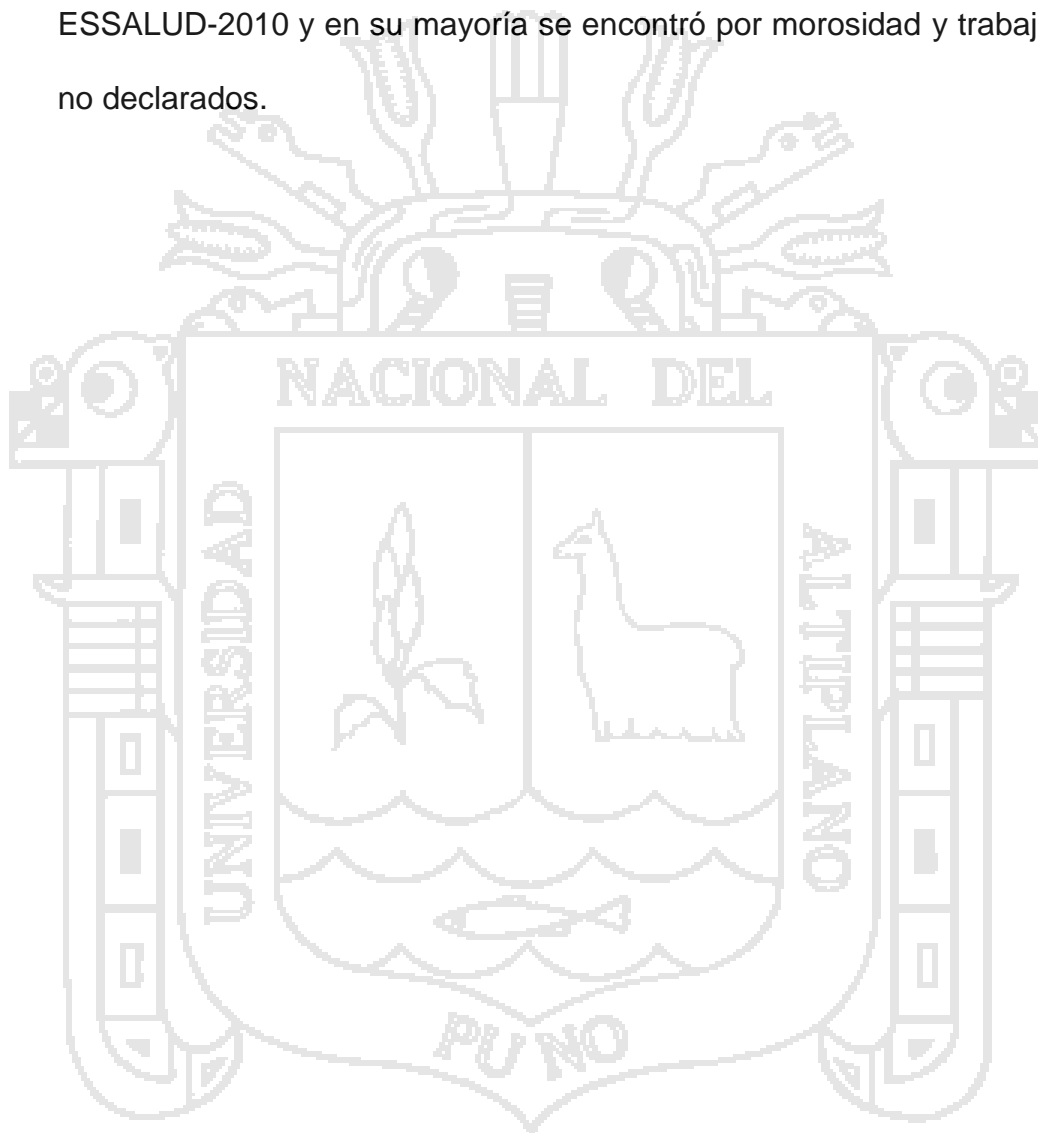 ESSALUD-2010 y en su mayoría se encontró por morosidad y trabaj
no declarados.
NACIONAL DEL
UNIVERSIDAD
ALTIPLANO
PUNO